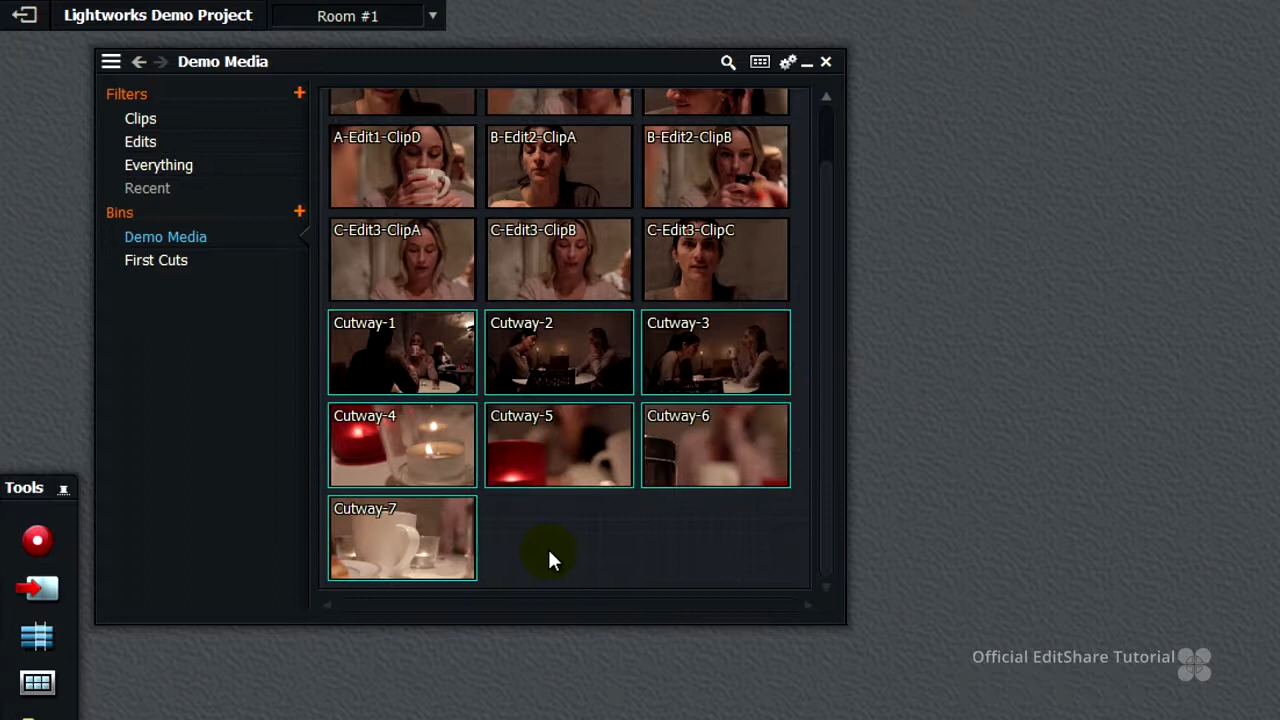 Lightworks Demo Project
Room #1
Demo Media
Filters
Clips
Edits
Everything
Recent
Bins
Demo Media
First Cuts
A-Edit1-ClipD
B-Edit2-ClipA
B-Edit2-ClipB
C-Edit3-ClipA
C-Edit3-ClipB
C-Edit3-ClipC
Cutway-1
Cutway-2
Cutway-3
Cutway-4
Cutway-5
Cutway-6
Cutway-7
Tools
Official EditShare Tutorial